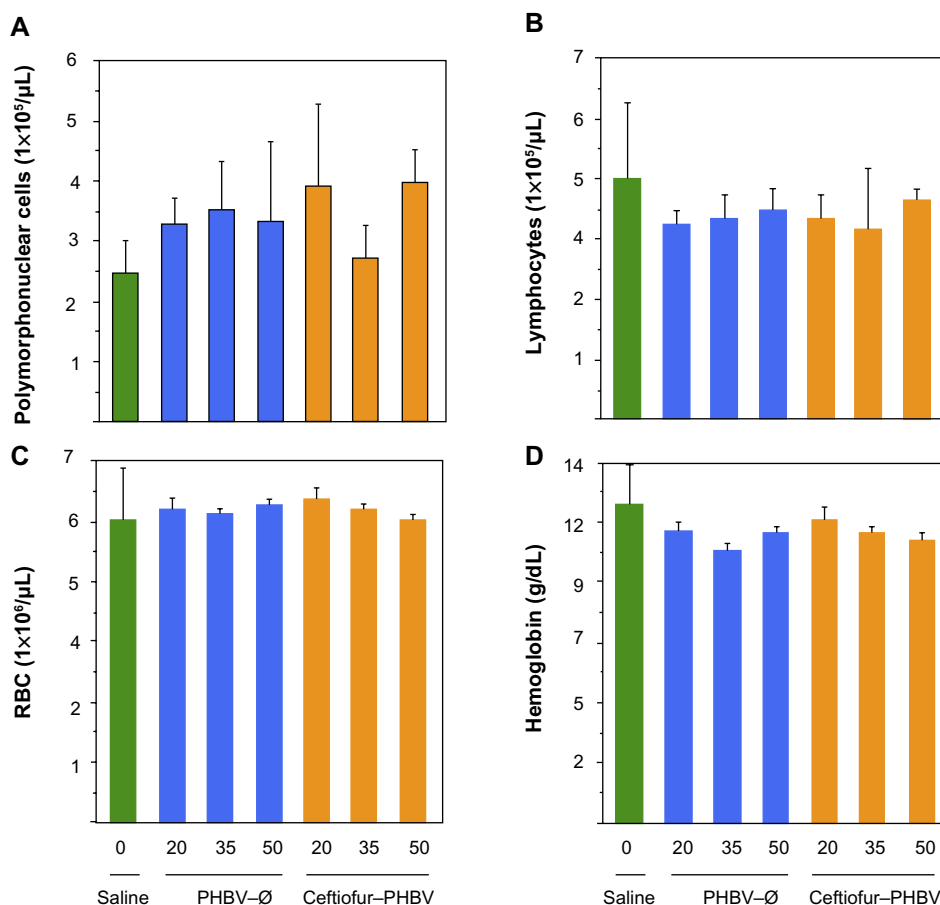 A
Polymorphonuclear cells (1×10⁵/µL)
6
5
4
3
2
1
B
Lymphocytes (1×10⁵/µL)
7
6
5
4
2
1
C
RBC (1×10⁶/µL)
7
6
5
4
2
1
0 20 35 50 20 35 50
Saline PHBV–Ø Ceftiofur–PHBV
D
Hemoglobin (g/dL)
14
12
9
7
5
2
0 20 35 50 20 35 50
Saline PHBV–Ø Ceftiofur–PHBV